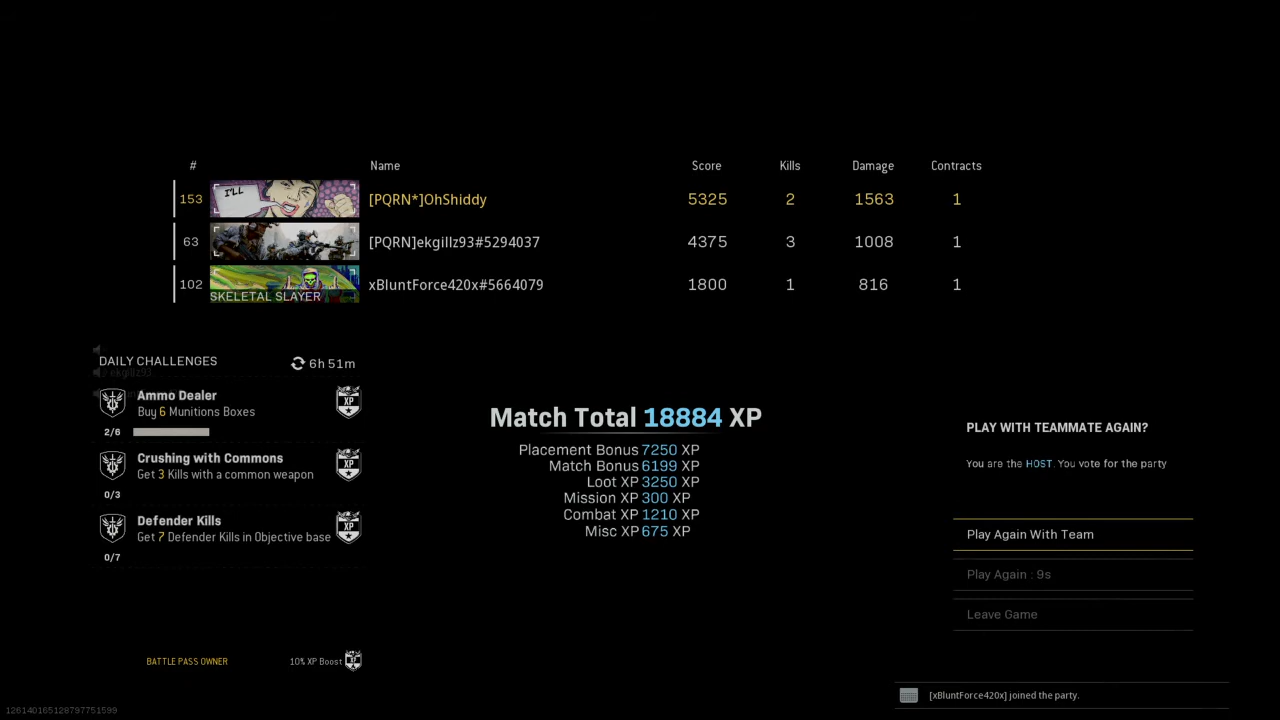 # Name Score Kills Damage Contracts
153 I'LL [PQRN*]OhShiddy 5325 2 1563 1
63 [PQRN]ekgillz93#5294037 4375 3 1008 1
102 SKELETAL SLAYER xBluntForce420x#5664079 1800 1 816 1
DAILY CHALLENGES 6h 51m
ekgillz93
Ammo Dealer XP
Buy 6 Munitions Boxes
2/6
Crushing with Commons XP
Get 3 Kills with a common weapon
0/3
Defender Kills XP
Get 7 Defender Kills in Objective base
0/7
BATTLE PASS OWNER 10% XP Boost
Match Total 18884 XP
Placement Bonus 7250 XP
Match Bonus 6199 XP
Loot XP 3250 XP
Mission XP 300 XP
Combat XP 1210 XP
Misc XP 675 XP
PLAY WITH TEAMMATE AGAIN?
You are the HOST. You vote for the party
Play Again With Team
Play Again : 9s
Leave Game
[xBluntForce420x] joined the party.
126140165128797751599